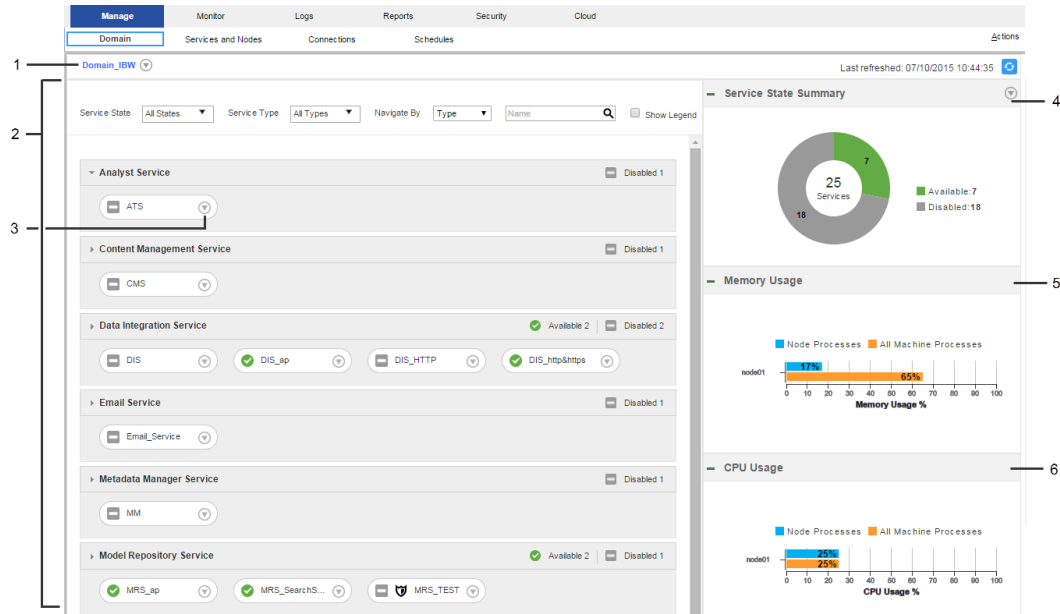 Manage Monitor Logs Reports Security Cloud
Domain Services and Nodes Connections Schedules Actions
1 Domain_IBW Last refreshed: 07/10/2015 10:44:35
2
3
Service State All States Service Type All Types Navigate By Type Name Show Legend
Analyst Service Disabled 1
ATS
Content Management Service Disabled 1
CMS
Data Integration Service Available 2 Disabled 2
DIS DIS_ap DIS_HTTP DIS_http&https
Email Service Disabled 1
Email_Service
Metadata Manager Service Disabled 1
MM
Model Repository Service Available 2 Disabled 1
MRS_ap MRS_SearchS... MRS_TEST
Service State Summary 4
7
25
Services
18
Available:7
Disabled:18
Memory Usage 5
Node Processes All Machine Processes
17%
node01
65%
0 10 20 30 40 50 60 70 80 90 100
Memory Usage %
CPU Usage 6
Node Processes All Machine Processes
25%
node01
25%
0 10 20 30 40 50 60 70 80 90 100
CPU Usage %